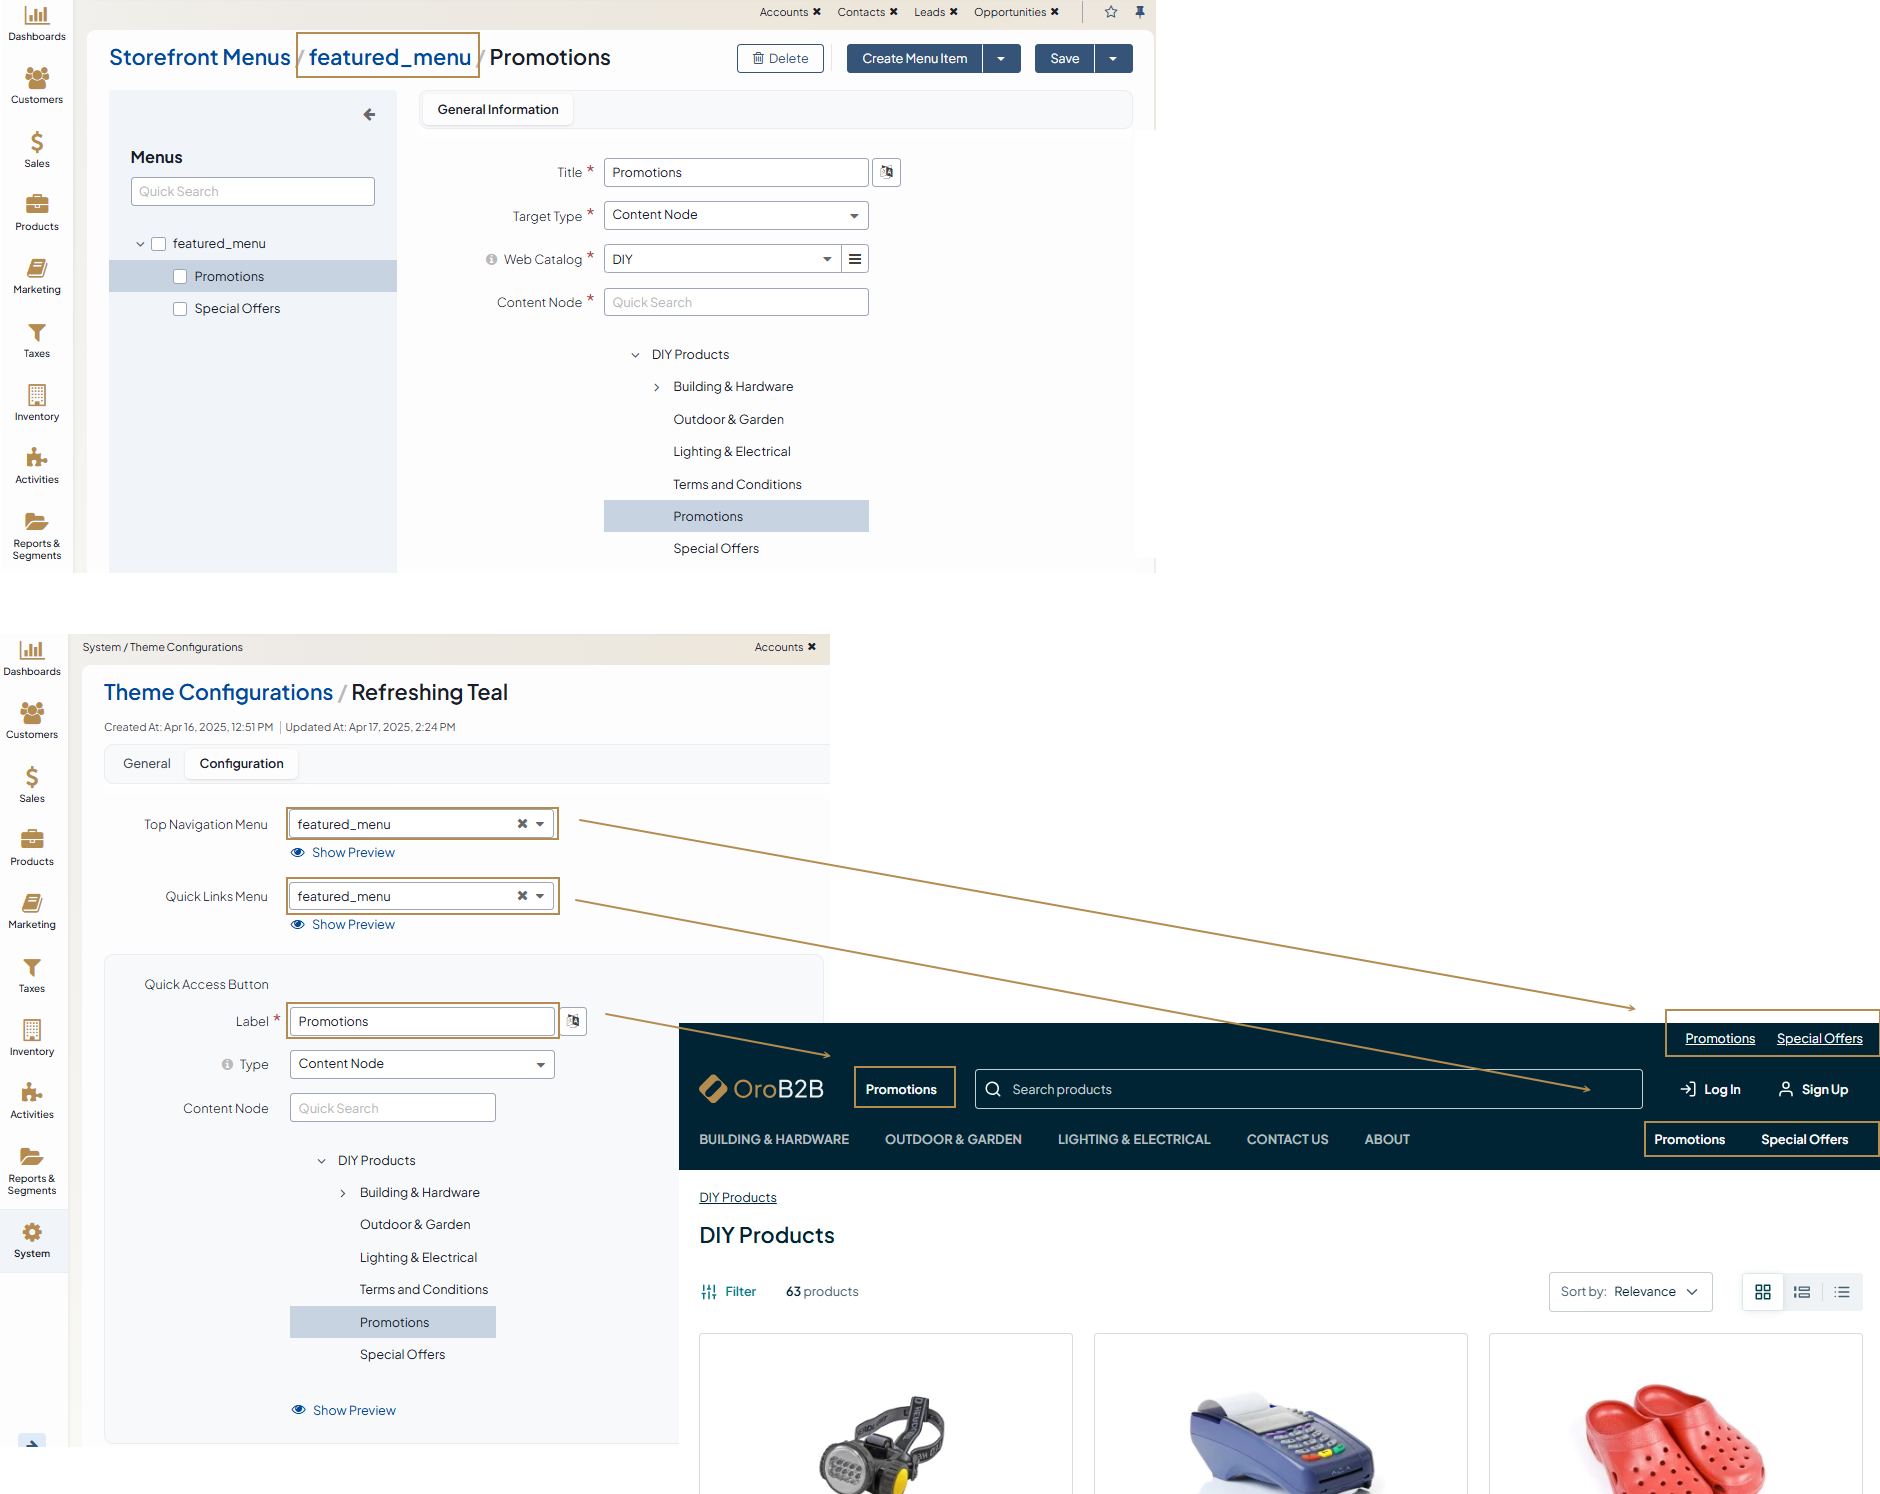 Dashboards
Customers
Sales
Products
Marketing
Taxes
Inventory
Activities
Reports &
Segments
Accounts ✖ Contacts ✖ Leads ✖ Opportunities ✖
Storefront Menus / featured_menu / Promotions
Delete
Create Menu Item
Save
Menus
Quick Search
featured_menu
Promotions
Special Offers
General Information
Title * Promotions
Target Type * Content Node
Web Catalog * DIY
Content Node * Quick Search
DIY Products
Building & Hardware
Outdoor & Garden
Lighting & Electrical
Terms and Conditions
Promotions
Special Offers
Dashboards
Customers
Sales
Products
Marketing
Taxes
Inventory
Activities
Reports &
Segments
System
System / Theme Configurations
Accounts ✖
Theme Configurations / Refreshing Teal
Created At: Apr 16, 2025, 12:51 PM | Updated At: Apr 17, 2025, 2:24 PM
General Configuration
Top Navigation Menu featured_menu
Show Preview
Quick Links Menu featured_menu
Show Preview
Quick Access Button
Label * Promotions
Type Content Node
Content Node Quick Search
DIY Products
Building & Hardware
Outdoor & Garden
Lighting & Electrical
Terms and Conditions
Promotions
Special Offers
Show Preview
Promotions Special Offers
OroB2B Promotions Search products Log In Sign Up
BUILDING & HARDWARE OUTDOOR & GARDEN LIGHTING & ELECTRICAL CONTACT US ABOUT Promotions Special Offers
DIY Products
DIY Products
Filter 63 products Sort by: Relevance